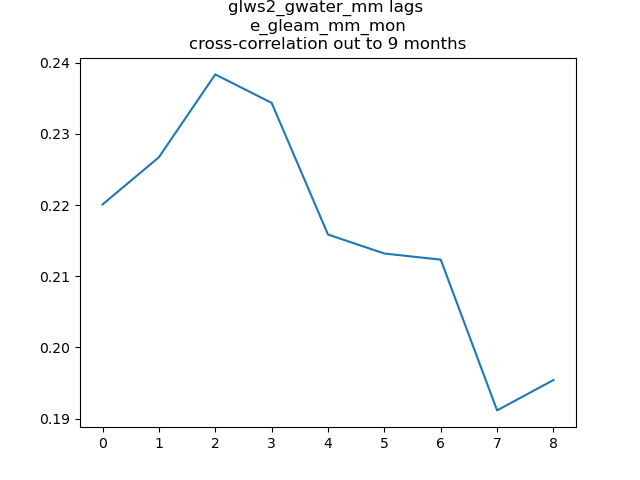 glws2_gwater_mm lags
e_gleam_mm_mon
cross-correlation out to 9 months
0.24
0.23
0.22
0.21
0.20
0.19
0 1 2 3 4 5 6 7 8